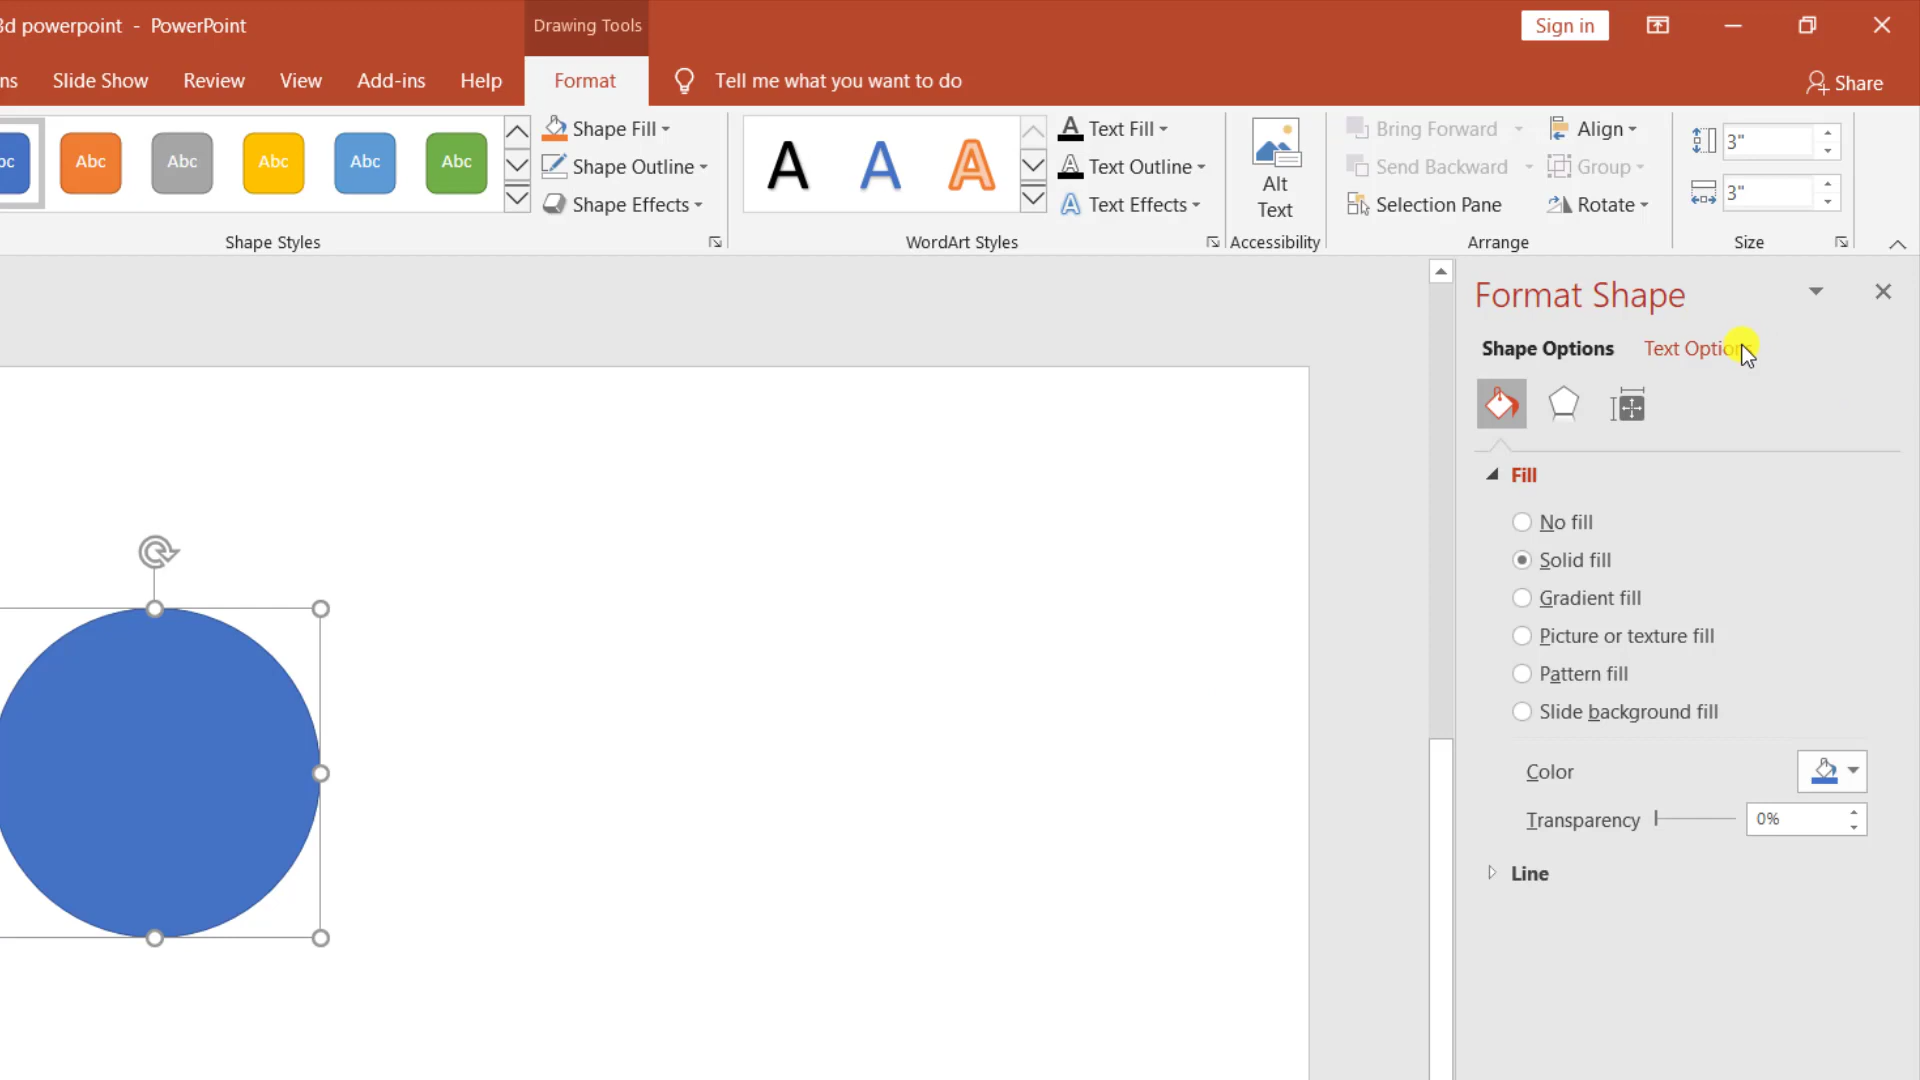 3d powerpoint - PowerPoint
Drawing Tools
Sign in
ns Slide Show Review View Add-ins Help Format Tell me what you want to do Share
bc Abc Abc Abc Abc Abc
Shape Fill
Shape Outline
Shape Effects
Shape Styles
A A A
Text Fill
Text Outline
Text Effects
WordArt Styles
Alt
Text
Accessibility
Bring Forward
Send Backward
Selection Pane
Align
Group
Rotate
Arrange
3"
3"
Size
Format Shape
Shape Options Text Options
Fill
No fill
Solid fill
Gradient fill
Picture or texture fill
Pattern fill
Slide background fill
Color
Transparency 0%
Line